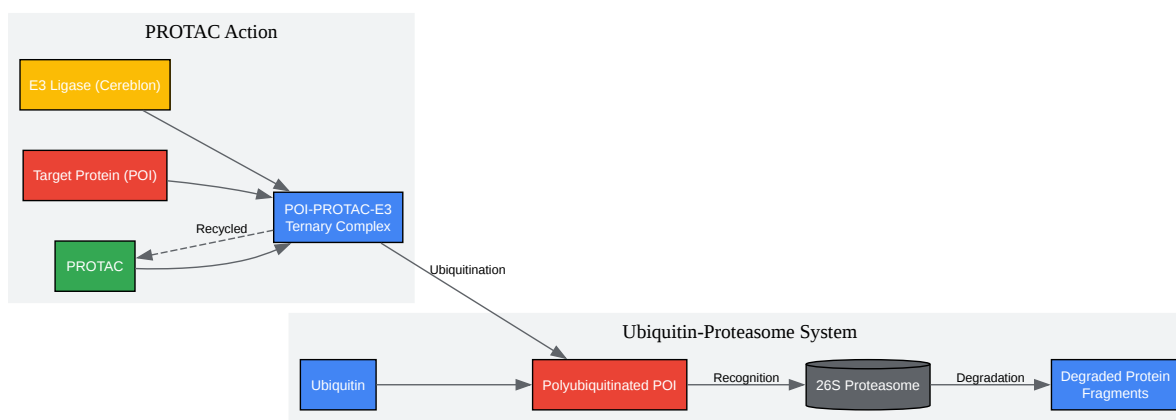 PROTAC Action
E3 Ligase (Cereblon)
Target Protein (POI)
POI-PROTAC-E3
Ternary Complex
Recycled
PROTAC
Ubiquitination
Ubiquitin-Proteasome System
Ubiquitin
Polyubiquitinated POI
Recognition
26S Proteasome
Degradation
Degraded Protein
Fragments